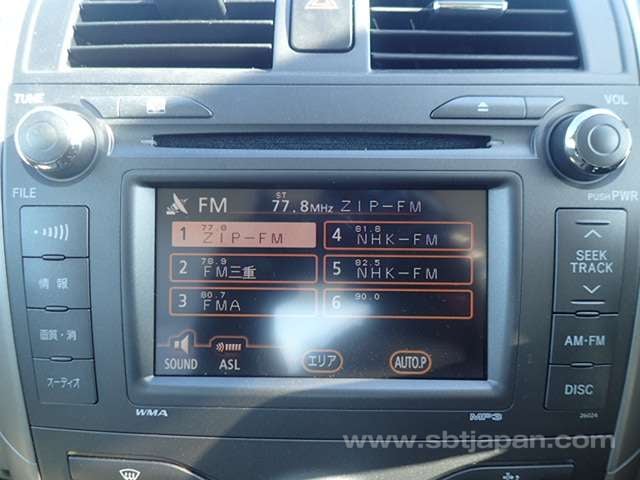 TUNE
VOL
FILE
PUSH PWR
FM ST 77.8MHz ZIP-FM
1 77.8 ZIP-FM
4 81.8 NHK-FM
2 78.9 FM三重
5 82.5 NHK-FM
3 80.7 FMA
6 90.0
SOUND
ASL
エリア
AUTO.P
情報
画質・消
オーディオ
SEEK
TRACK
AM-FM
DISC
WMA
MP3
26024
www.sbtjapan.com